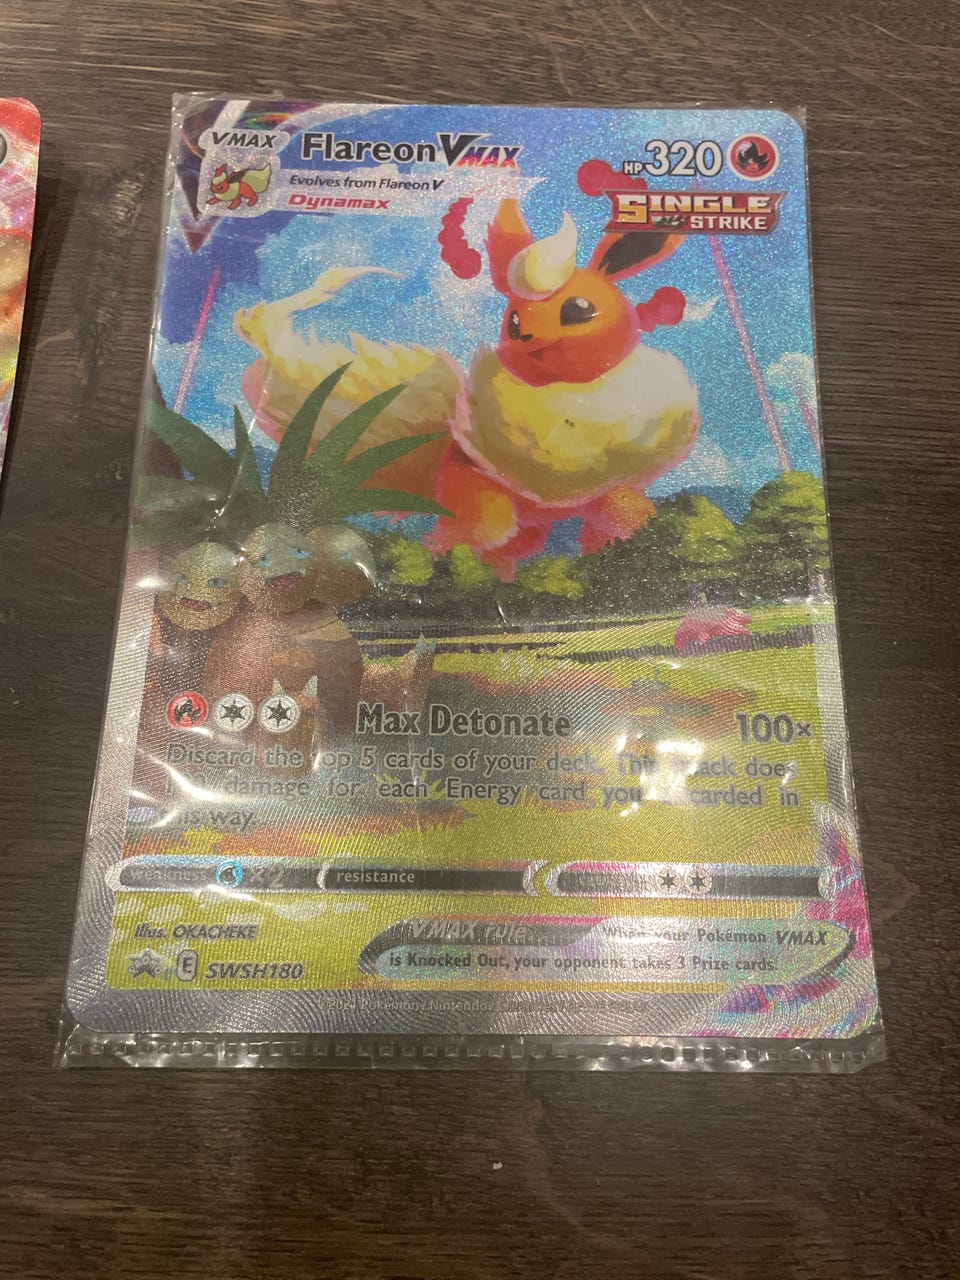 VMAX
Flareon VMAX
HP 320
Evolves from Flareon V
Dynamax
SINGLE
STRIKE
Max Detonate 100×
Discard the top 5 cards of your deck. This attack does
damage for each Energy card you discarded in
this way.
weakness ×2 resistance
illus. OKACHEKE
VMAX rule When your Pokémon VMAX
is Knocked Out, your opponent takes 3 Prize cards.
E SWSH180
Pokémon/Nintendo/